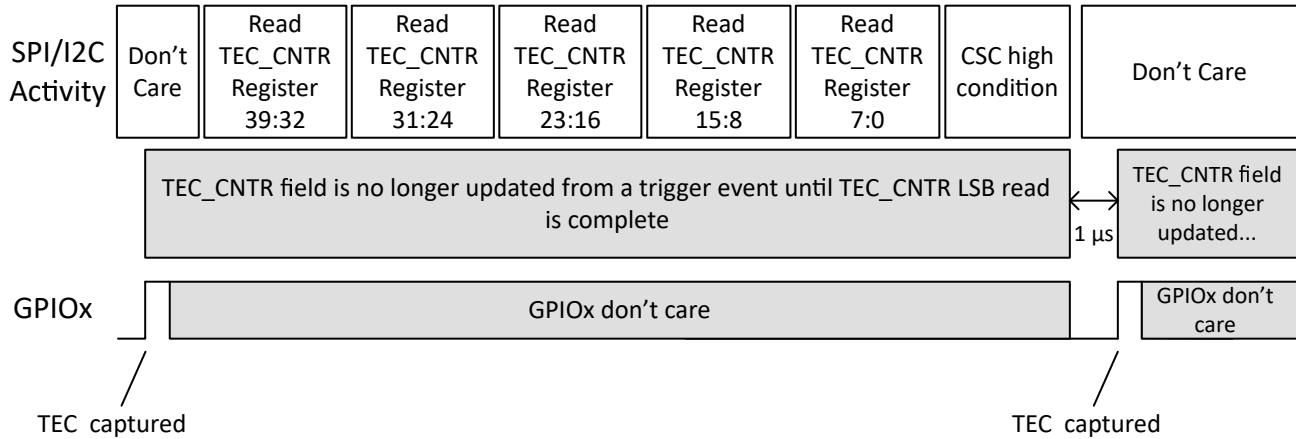 SPI/I2C
Activity
Don't
Care
Read
TEC_CNTR
Register
39:32
Read
TEC_CNTR
Register
31:24
Read
TEC_CNTR
Register
23:16
Read
TEC_CNTR
Register
15:8
Read
TEC_CNTR
Register
7:0
CSC high
condition
Don't Care
TEC_CNTR field is no longer updated from a trigger event until TEC_CNTR LSB read
is complete
1 µs
TEC_CNTR field
is no longer
updated...
GPIOx
GPIOx don't care
GPIOx don't
care
TEC captured
TEC captured